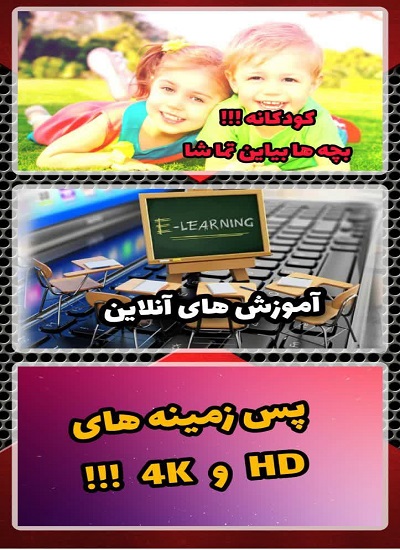 کودکانه !!!
بچه ها بیاین تماشا
E-LEARNING
آموزش های آنلاین
پس زمینه های
HD و 4K !!!